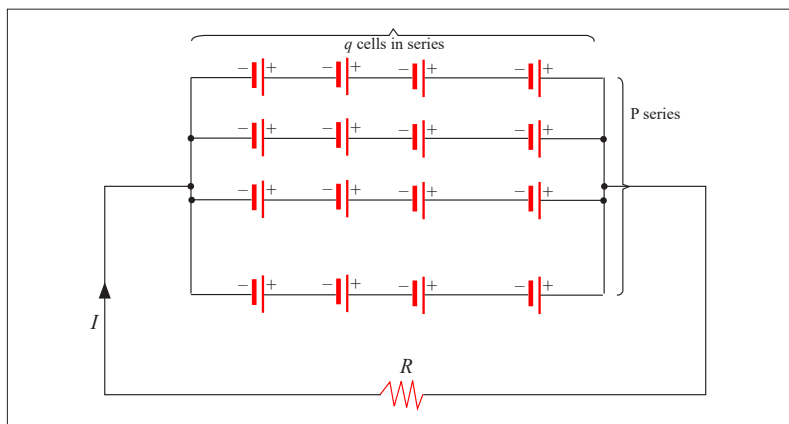 q cells in series
− + − + − + − +
P series
− + − + − + − +
− + − + − + − +
− + − + − + − +
I
R